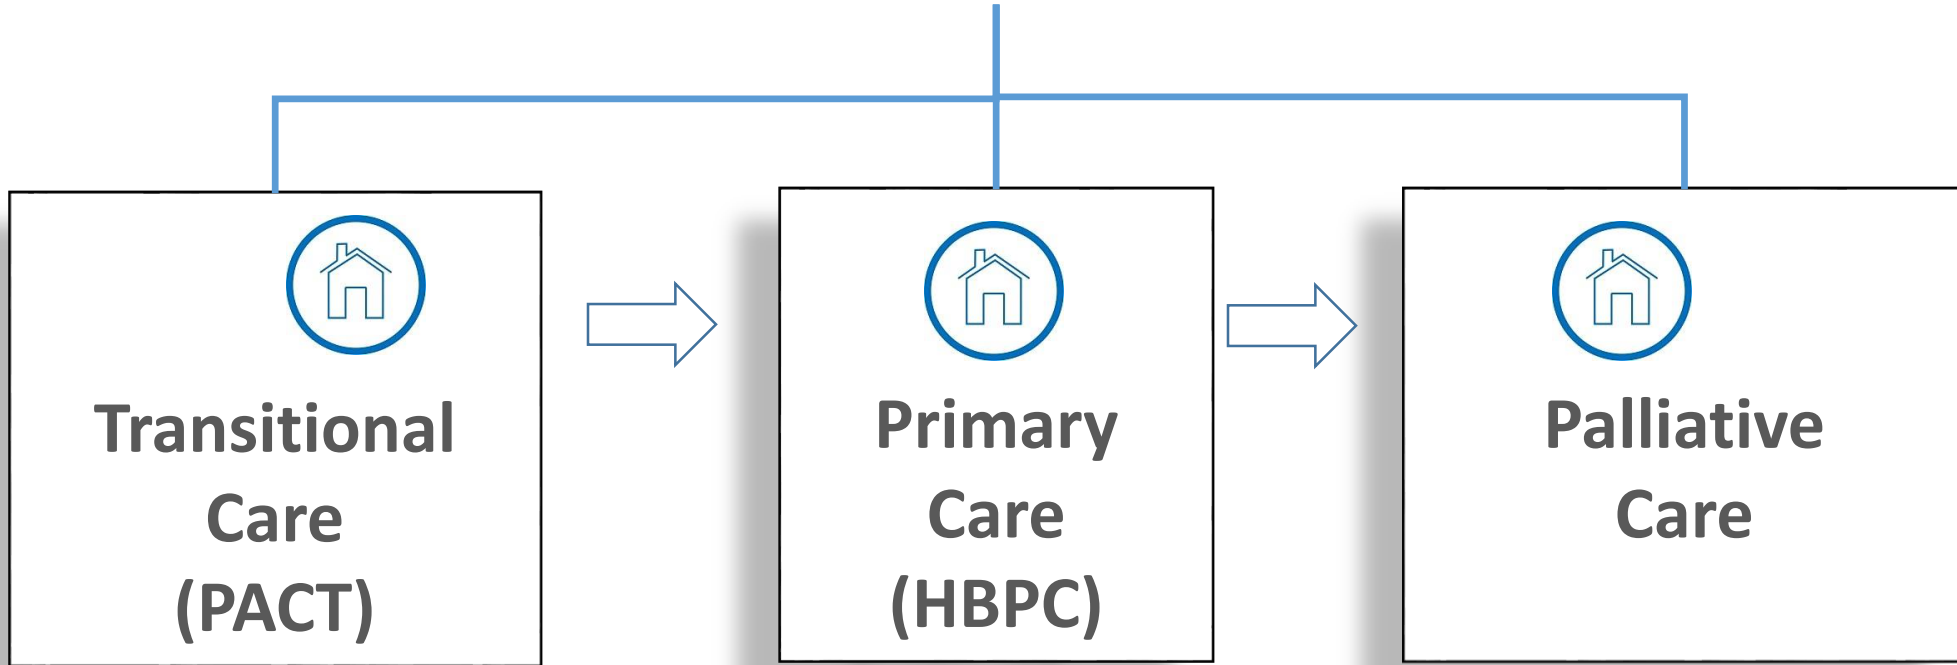 Transitional
Care
(PACT)
Primary
Care
(HBPC)
Palliative
Care